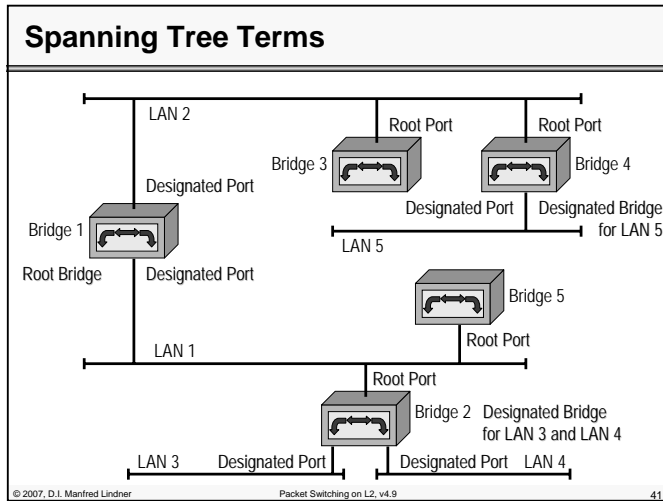 Spanning Tree Terms
LAN 2
Root Port
Root Port
Bridge 3
Bridge 4
Designated Port
Designated Port
Designated Bridge
for LAN 5
Bridge 1
LAN 5
Root Bridge
Designated Port
Bridge 5
Root Port
LAN 1
Root Port
Bridge 2
Designated Bridge
for LAN 3 and LAN 4
LAN 3
Designated Port
Designated Port
LAN 4
© 2007, D.I. Manfred Lindner
Packet Switching on L2, v4.9
41